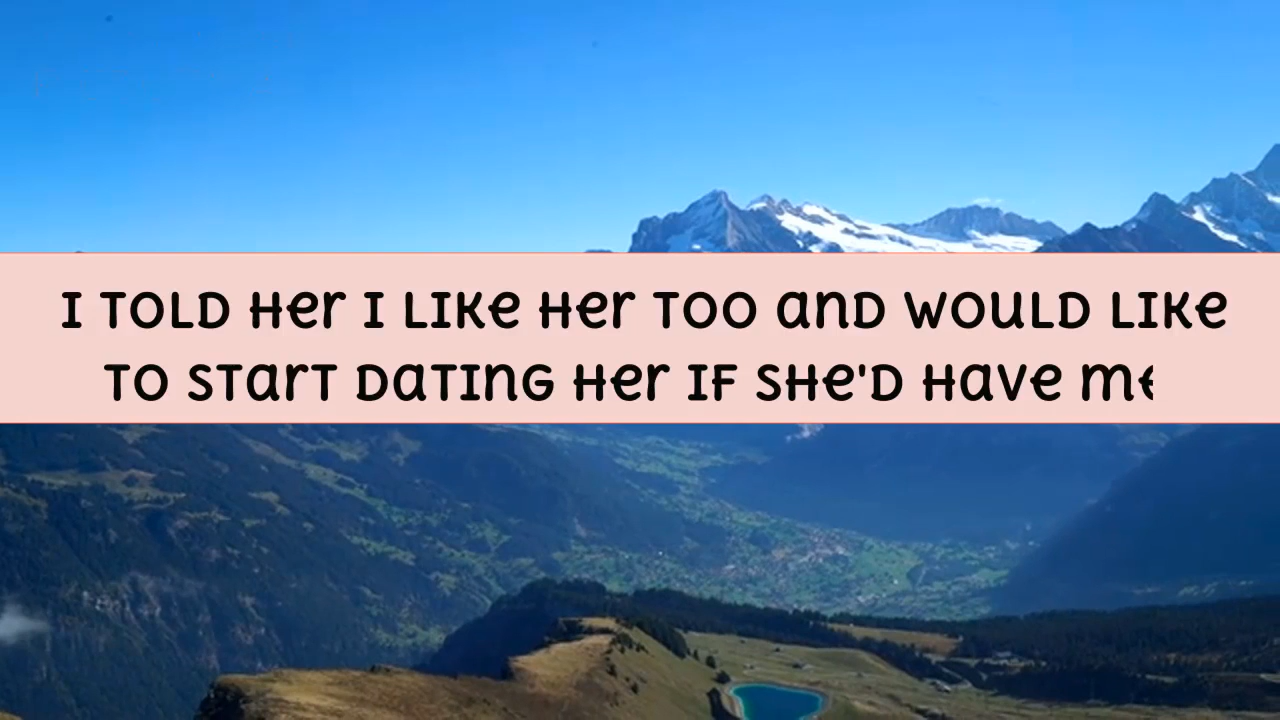 I TOLD HER I LIKE HER TOO AND WOULD LIKE
TO START DATING HER IF SHE'D HAVE ME